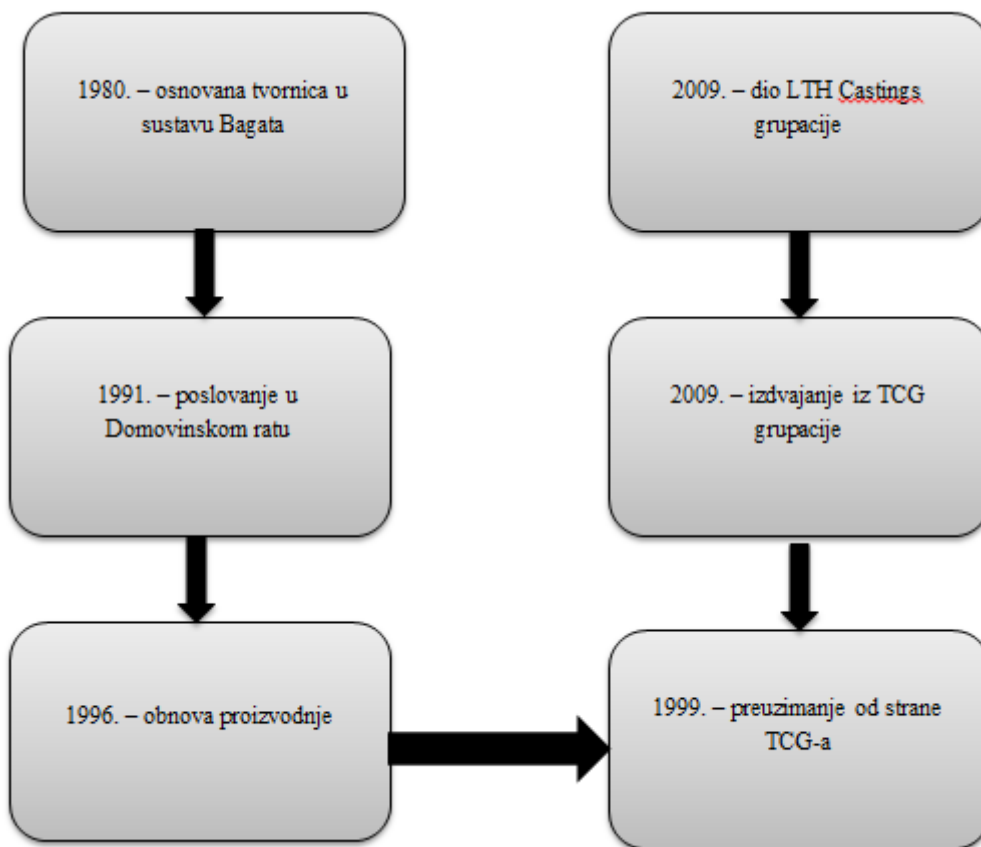 1980. – osnovana tvornica u
sustavu Bagata
2009. – dio LTH Castings
grupacije
1991. – poslovanje u
Domovinskom ratu
2009. – izdvajanje iz TCG
grupacije
1996. – obnova proizvodnje
1999. – preuzimanje od strane
TCG-a